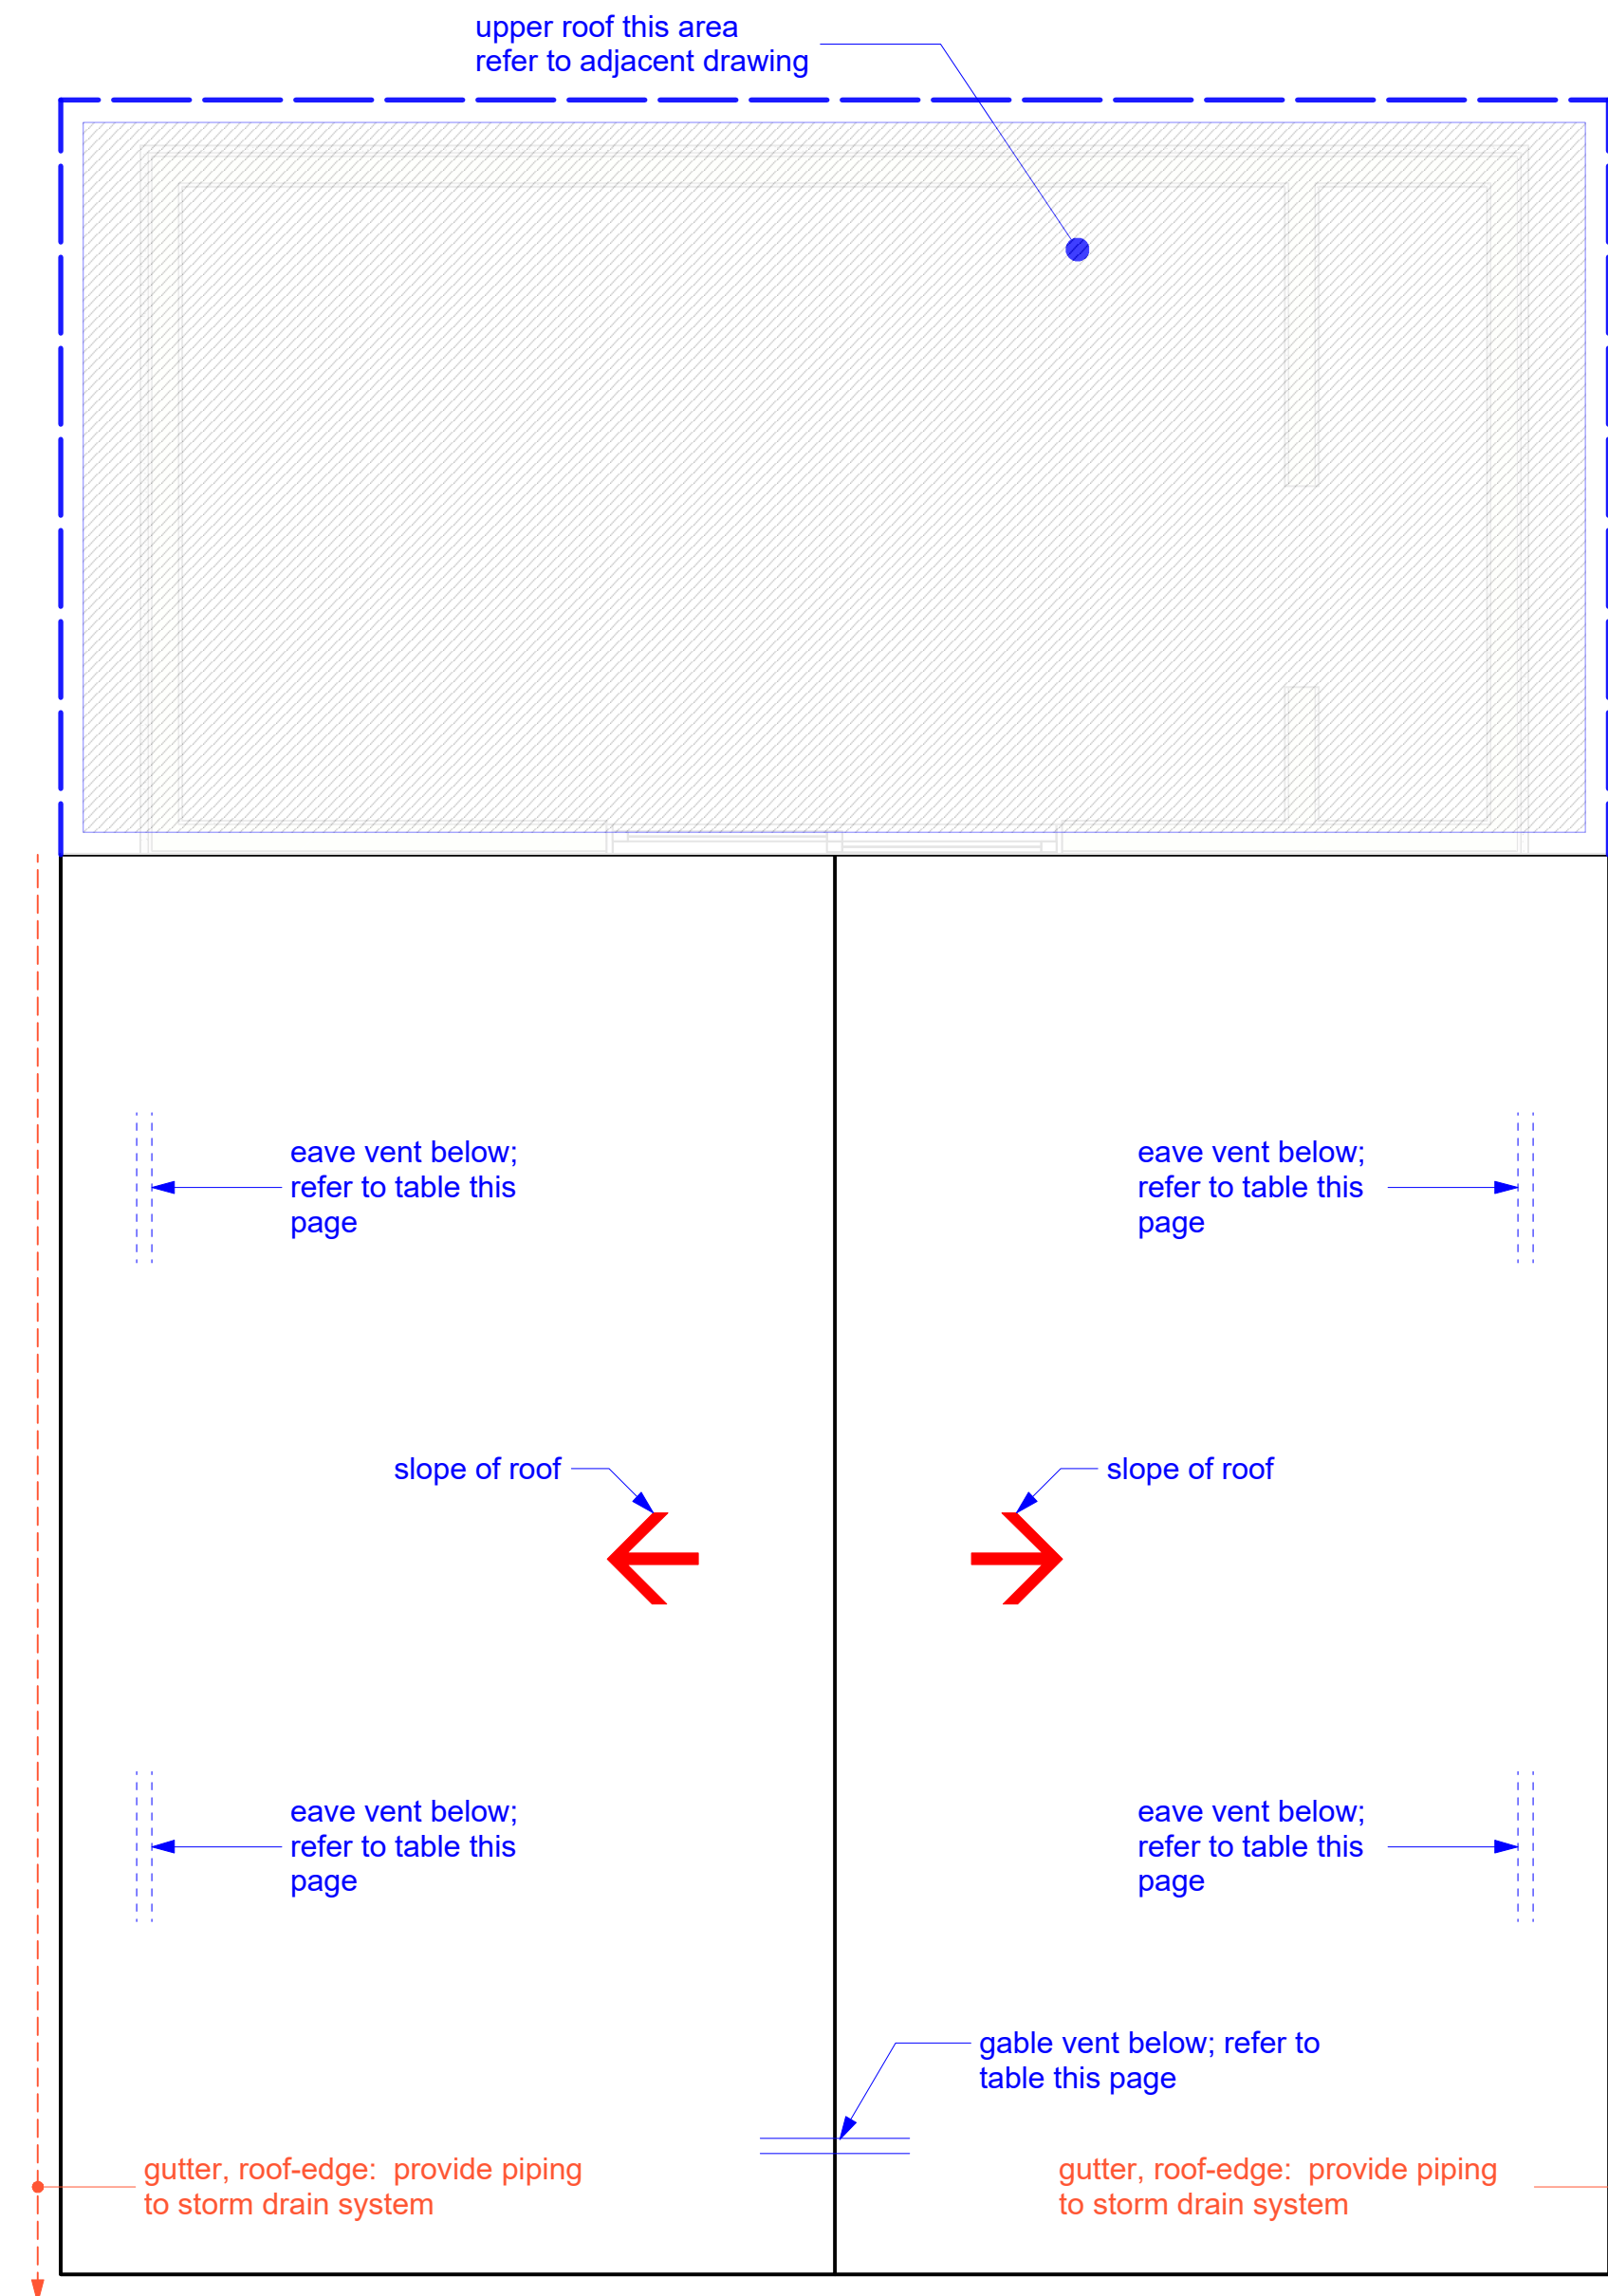 upper roof this area
refer to adjacent drawing
eave vent below;
refer to table this
page
eave vent below;
refer to table this
page
slope of roof
slope of roof
eave vent below;
refer to table this
page
eave vent below;
refer to table this
page
gable vent below; refer to
table this page
gutter, roof-edge:  provide piping
to storm drain system
gutter, roof-edge:  provide piping
to storm drain system